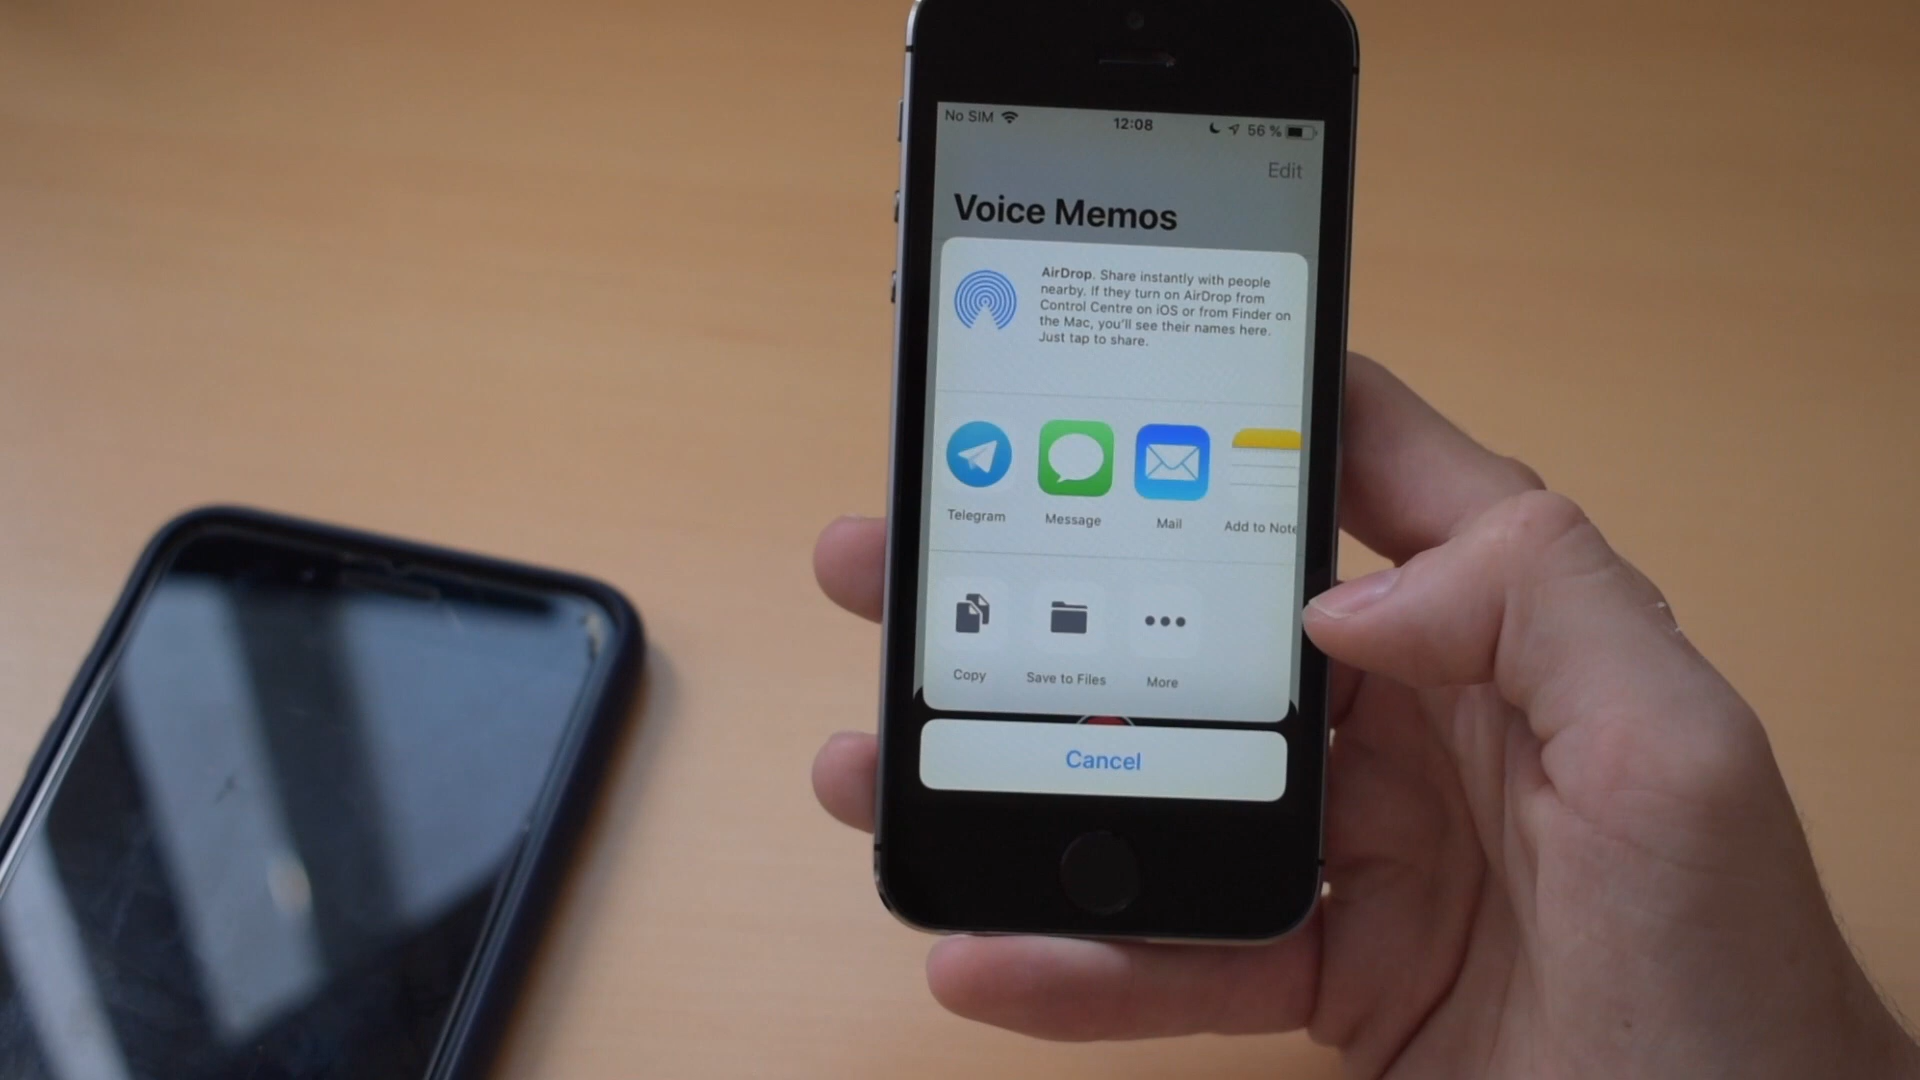 No SIM 12:08 56 %
Edit
Voice Memos
AirDrop. Share instantly with people
nearby. If they turn on AirDrop from
Control Centre on iOS or from Finder on
the Mac, you'll see their names here.
Just tap to share.
Telegram Message Mail Add to Note
Copy Save to Files More
Cancel